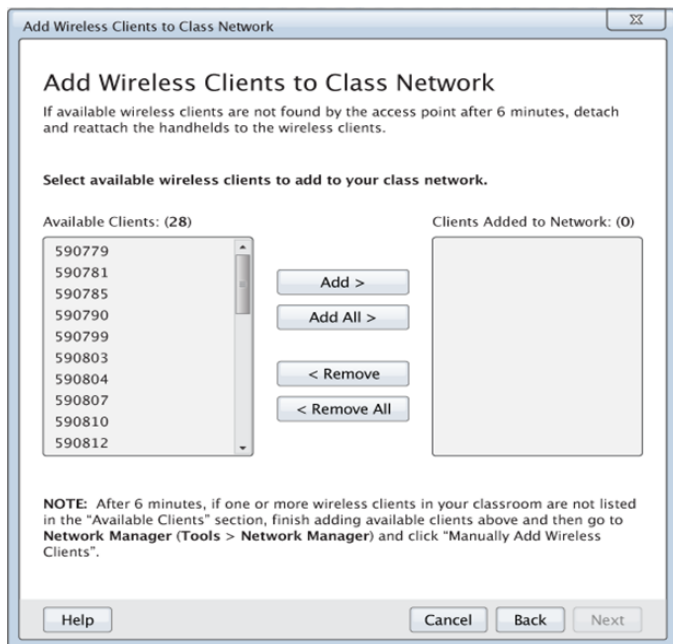 Add Wireless Clients to Class Network
Add Wireless Clients to Class Network
If available wireless clients are not found by the access point after 6 minutes, detach
and reattach the handhelds to the wireless clients.
Select available wireless clients to add to your class network.
Available Clients: (28)
Clients Added to Network: (0)
590779
590781
590785
590790
590799
590803
590804
590807
590810
590812
Add >
Add All >
< Remove
< Remove All
NOTE: After 6 minutes, if one or more wireless clients in your classroom are not listed
in the “Available Clients” section, finish adding available clients above and then go to
Network Manager (Tools > Network Manager) and click “Manually Add Wireless
Clients”.
Help
Cancel
Back
Next